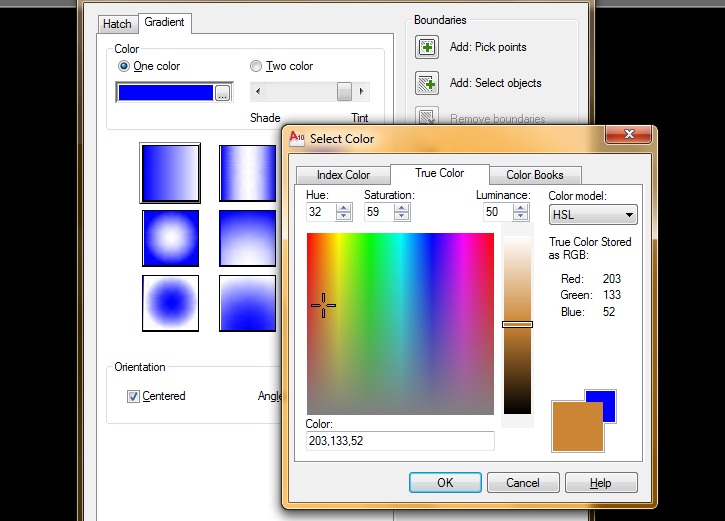 Hatch Gradient
Color
One color Two color
...
Shade Tint
Orientation
Centered
Boundaries
Add: Pick points
Add: Select objects
Remove boundaries
A10 Select Color
Index Color True Color Color Books
Hue: Saturation: Luminance: Color model:
32 59 50 HSL
True Color Stored
as RGB:
Red: 203
Green: 133
Blue: 52
Color:
203,133,52
OK Cancel Help